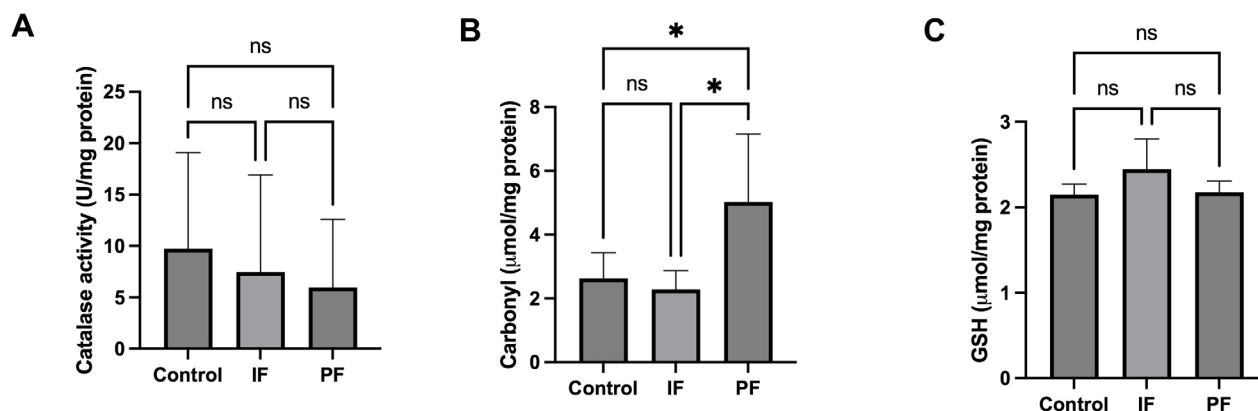 A
Catalase activity (U/mg protein)
25
20
15
10
5
0
ns
ns
ns
Control IF PF
B
Carbonyl (μmol/mg protein)
8
6
4
2
0
*
ns
*
Control IF PF
C
GSH (μmol/mg protein)
3
2
1
0
ns
ns
ns
Control IF PF